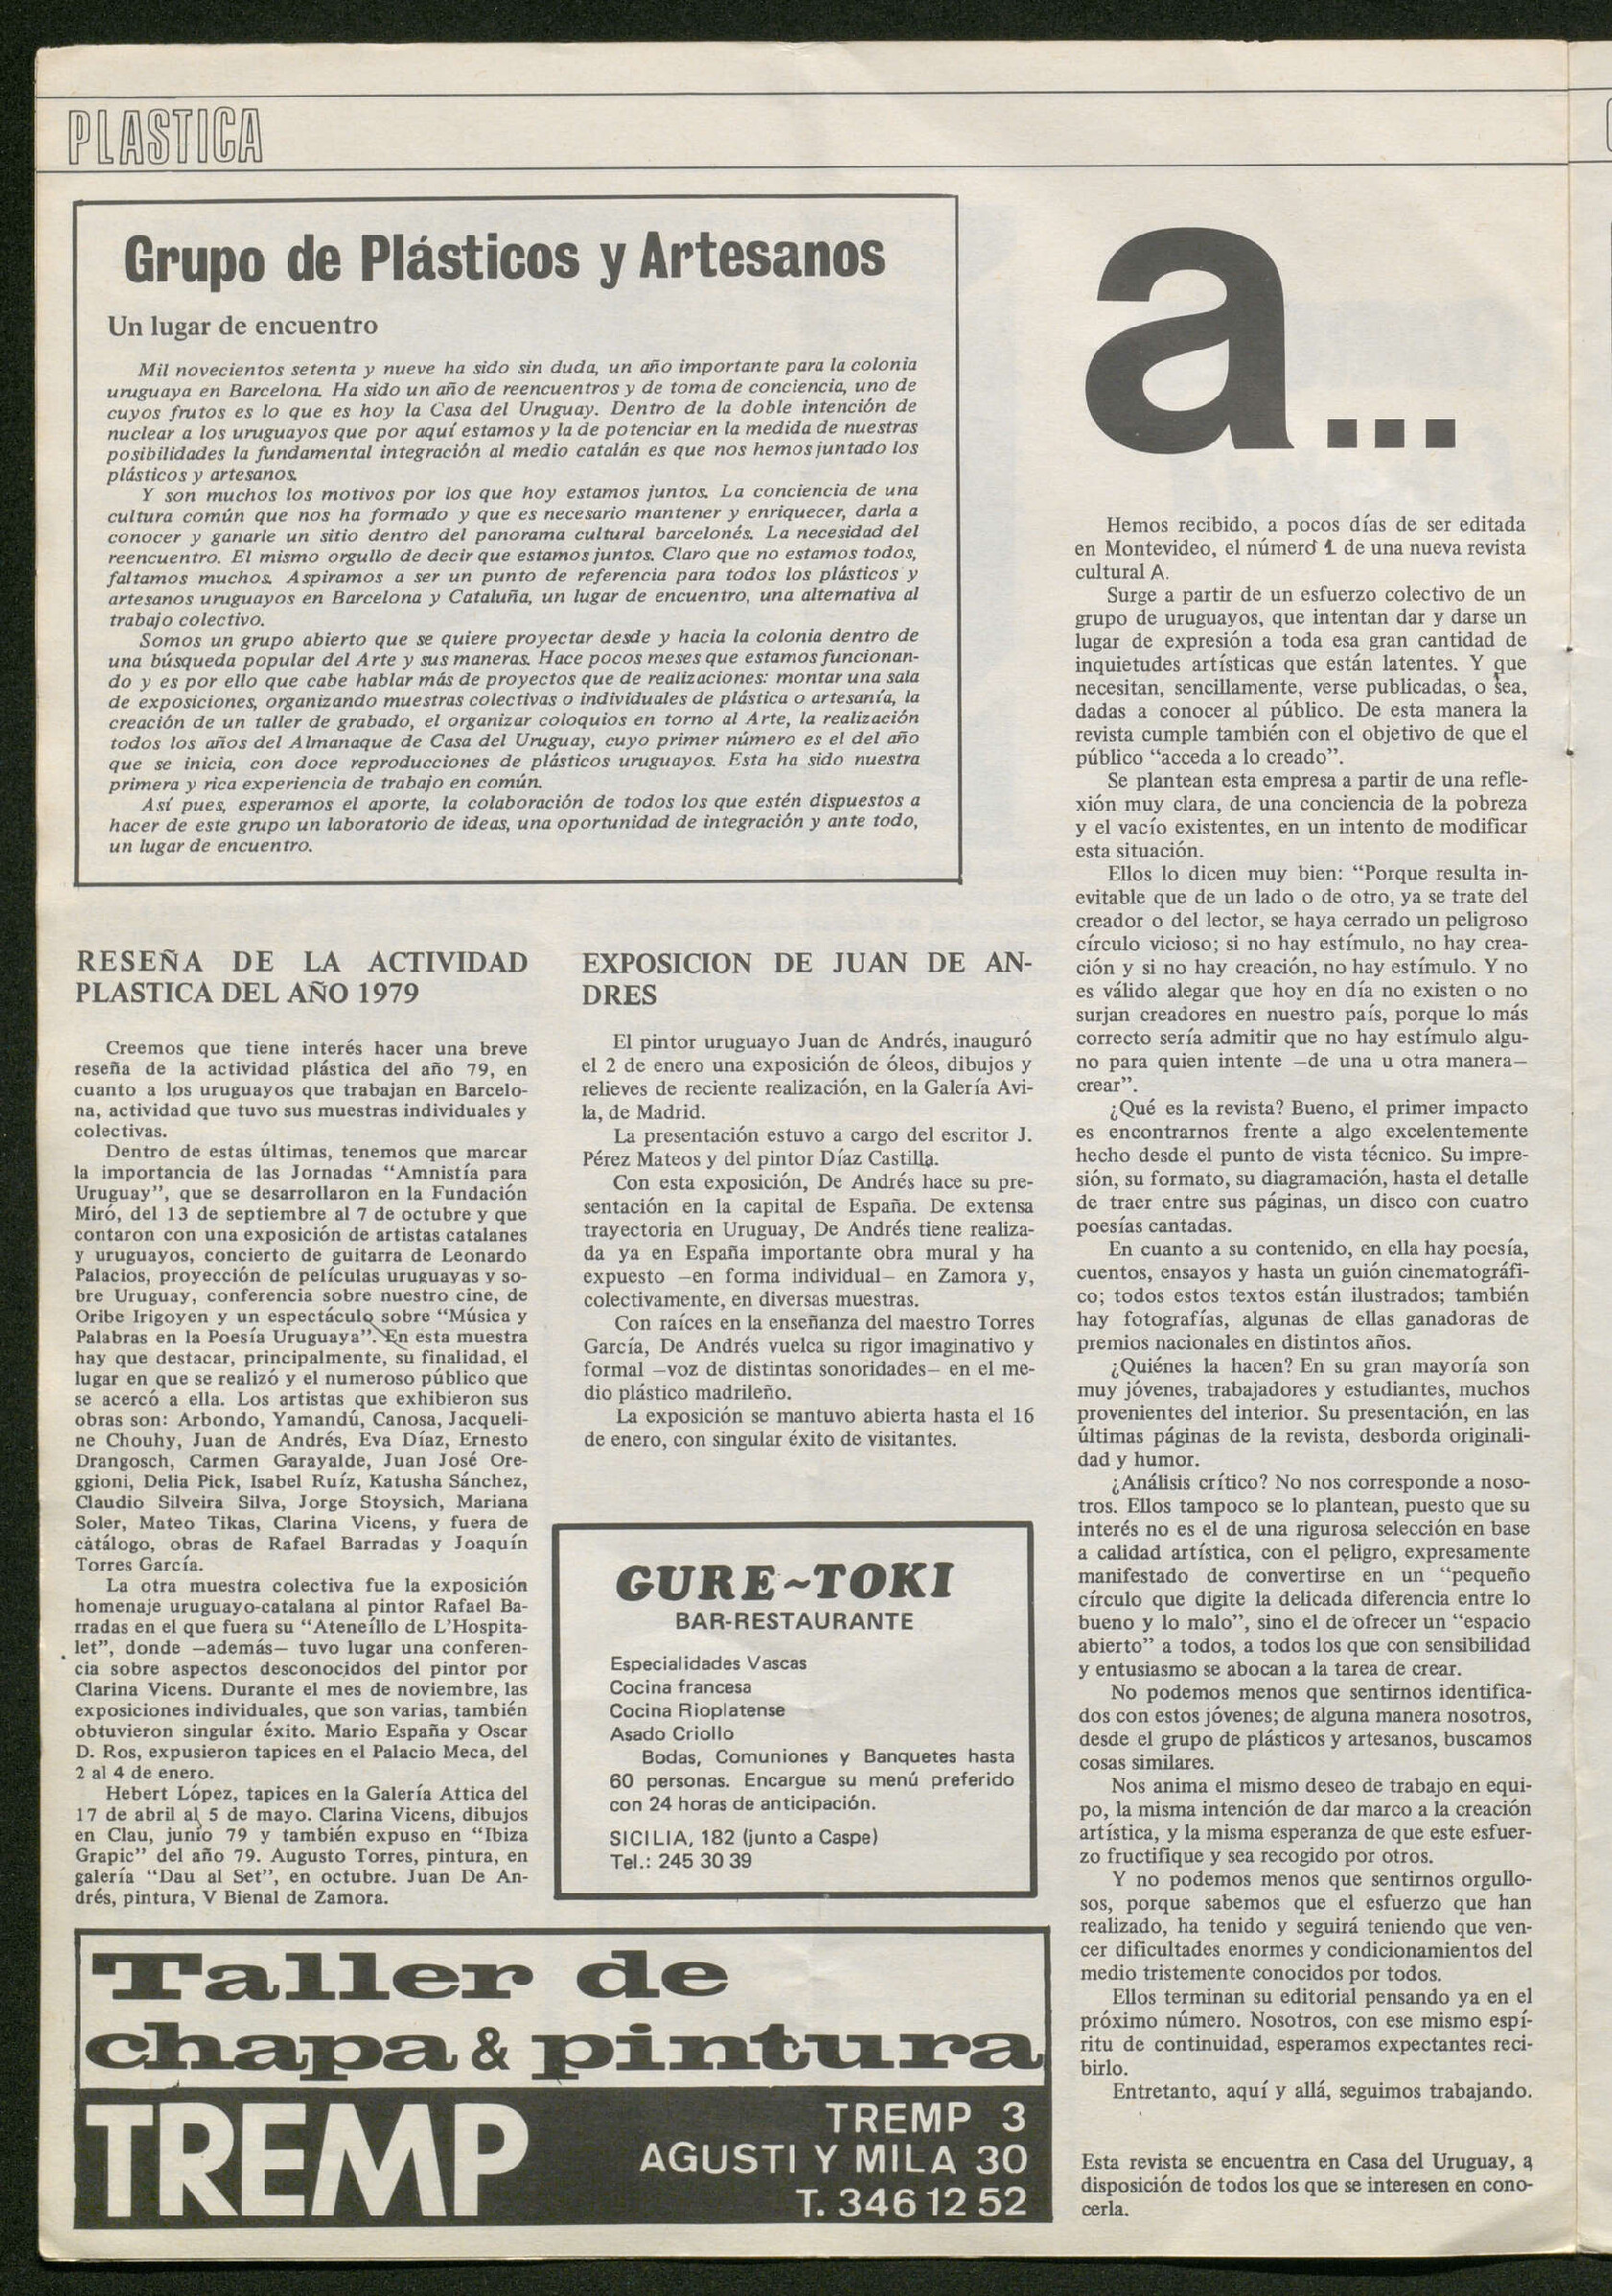 PLASTICA
Grupo de Plásticos y Artesanos
Un lugar de encuentro
Mil novecientos setenta y nueve ha sido sin duda, un año importante para la colonia
uruguaya en Barcelona. Ha sido un año de reencuentros y de toma de conciencia, uno de
cuyos frutos es lo que es hoy la Casa del Uruguay. Dentro de la doble intención de
nuclear a los uruguayos que por aquí estamos y la de potenciar en la medida de nuestras
posibilidades la fundamental integración al medio catalán es que nos hemos juntado los
plásticos y artesanos.
Y son muchos los motivos por los que hoy estamos juntos. La conciencia de una
cultura común que nos ha formado y que es necesario mantener y enriquecer, darla a
conocer y ganarle un sitio dentro del panorama cultural barcelonés. La necesidad del
reencuentro. El mismo orgullo de decir que estamos juntos. Claro que no estamos todos,
faltamos muchos. Aspiramos a ser un punto de referencia para todos los plásticos y
artesanos uruguayos en Barcelona y Cataluña, un lugar de encuentro, una alternativa al
trabajo colectivo.
Somos un grupo abierto que se quiere proyectar desde y hacia la colonia dentro de
una búsqueda popular del Arte y sus maneras. Hace pocos meses que estamos funcionan-
do y es por ello que cabe hablar más de proyectos que de realizaciones: montar una sala
de exposiciones, organizando muestras colectivas o individuales de plástica o artesanía, la
creación de un taller de grabado, el organizar coloquios en torno al Arte, la realización
todos los años del Almanaque de Casa del Uruguay, cuyo primer número es el del año
que se inicia, con doce reproducciones de plásticos uruguayos. Esta ha sido nuestra
primera y rica experiencia de trabajo en común.
Así pues, esperamos el aporte, la colaboración de todos los que estén dispuestos a
hacer de este grupo un laboratorio de ideas, una oportunidad de integración y ante todo,
un lugar de encuentro.
RESEÑA DE LA ACTIVIDAD
PLASTICA DEL AÑO 1979
Creemos que tiene interés hacer una breve
reseña de la actividad plástica del año 79, en
cuanto a los uruguayos que trabajan en Barcelo-
na, actividad que tuvo sus muestras individuales y
colectivas.
Dentro de estas últimas, tenemos que marcar
la importancia de las Jornadas “Amnistía para
Uruguay”, que se desarrollaron en la Fundación
Miró, del 13 de septiembre al 7 de octubre y que
contaron con una exposición de artistas catalanes
y uruguayos, concierto de guitarra de Leonardo
Palacios, proyección de películas uruguayas y so-
bre Uruguay, conferencia sobre nuestro cine, de
Oribe Irigoyen y un espectáculo sobre “Música y
Palabras en la Poesía Uruguaya”. En esta muestra
hay que destacar, principalmente, su finalidad, el
lugar en que se realizó y el numeroso público que
se acercó a ella. Los artistas que exhibieron sus
obras son: Arbondo, Yamandú, Canosa, Jacqueli-
ne Chouhy, Juan de Andrés, Eva Díaz, Ernesto
Drangosch, Carmen Garayalde, Juan José Ore-
ggioni, Delia Pick, Isabel Ruíz, Katusha Sánchez,
Claudio Silveira Silva, Jorge Stoysich, Mariana
Soler, Mateo Tikas, Clarina Vicens, y fuera de
catálogo, obras de Rafael Barradas y Joaquín
Torres García.
La otra muestra colectiva fue la exposición
homenaje uruguayo-catalana al pintor Rafael Ba-
rradas en el que fuera su “Ateneíllo de L'Hospita-
let”, donde —además— tuvo lugar una conferen-
cia sobre aspectos desconocidos del pintor por
Clarina Vicens. Durante el mes de noviembre, las
exposiciones individuales, que son varias, también
obtuvieron singular éxito. Mario España y Oscar
D. Ros, expusieron tapices en el Palacio Meca, del
2 al 4 de enero.
Hebert López, tapices en la Galería Attica del
17 de abril al 5 de mayo. Clarina Vicens, dibujos
en Clau, junio 79 y también expuso en “Ibiza
Grapic” del año 79. Augusto Torres, pintura, en
galería “Dau al Set”, en octubre. Juan De An-
drés, pintura, V Bienal de Zamora.
EXPOSICION DE JUAN DE AN-
DRES
El pintor uruguayo Juan de Andrés, inauguró
el 2 de enero una exposición de óleos, dibujos y
relieves de reciente realización, en la Galería Avi-
la, de Madrid.
La presentación estuvo a cargo del escritor J.
Pérez Mateos y del pintor Díaz Castilla.
Con esta exposición, De Andrés hace su pre-
sentación en la capital de España. De extensa
trayectoria en Uruguay, De Andrés tiene realiza-
da ya en España importante obra mural y ha
expuesto —en forma individual— en Zamora y,
colectivamente, en diversas muestras.
Con raíces en la enseñanza del maestro Torres
García, De Andrés vuelca su rigor imaginativo y
formal —voz de distintas sonoridades— en el me-
dio plástico madrileño.
La exposición se mantuvo abierta hasta el 16
de enero, con singular éxito de visitantes.
GURE~TOKI
BAR-RESTAURANTE
Especialidades Vascas
Cocina francesa
Cocina Rioplatense
Asado Criollo
Bodas, Comuniones y Banquetes hasta
60 personas. Encargue su menú preferido
con 24 horas de anticipación.
SICILIA, 182 (junto a Caspe)
Tel.: 245 30 39
Taller de
chapa & pintura
TREMP
TREMP 3
AGUSTI Y MILA 30
T. 346 12 52
a...
Hemos recibido, a pocos días de ser editada
en Montevideo, el número 1 de una nueva revista
cultural A.
Surge a partir de un esfuerzo colectivo de un
grupo de uruguayos, que intentan dar y darse un
lugar de expresión a toda esa gran cantidad de
inquietudes artísticas que están latentes. Y que
necesitan, sencillamente, verse publicadas, o sea,
dadas a conocer al público. De esta manera la
revista cumple también con el objetivo de que el
público “acceda a lo creado”.
Se plantean esta empresa a partir de una refle-
xión muy clara, de una conciencia de la pobreza
y el vacío existentes, en un intento de modificar
esta situación.
Ellos lo dicen muy bien: “Porque resulta in-
evitable que de un lado o de otro, ya se trate del
creador o del lector, se haya cerrado un peligroso
círculo vicioso; si no hay estímulo, no hay crea-
ción y si no hay creación, no hay estímulo. Y no
es válido alegar que hoy en día no existen o no
surjan creadores en nuestro país, porque lo más
correcto sería admitir que no hay estímulo algu-
no para quien intente —de una u otra manera—
crear”.
¿Qué es la revista? Bueno, el primer impacto
es encontrarnos frente a algo excelentemente
hecho desde el punto de vista técnico. Su impre-
sión, su formato, su diagramación, hasta el detalle
de traer entre sus páginas, un disco con cuatro
poesías cantadas.
En cuanto a su contenido, en ella hay poesía,
cuentos, ensayos y hasta un guión cinematográfi-
co; todos estos textos están ilustrados; también
hay fotografías, algunas de ellas ganadoras de
premios nacionales en distintos años.
¿Quiénes la hacen? En su gran mayoría son
muy jóvenes, trabajadores y estudiantes, muchos
provenientes del interior. Su presentación, en las
últimas páginas de la revista, desborda originali-
dad y humor.
¿Análisis crítico? No nos corresponde a noso-
tros. Ellos tampoco se lo plantean, puesto que su
interés no es el de una rigurosa selección en base
a calidad artística, con el peligro, expresamente
manifestado de convertirse en un “pequeño
círculo que digite la delicada diferencia entre lo
bueno y lo malo”, sino el de ofrecer un “espacio
abierto” a todos, a todos los que con sensibilidad
y entusiasmo se abocan a la tarea de crear.
No podemos menos que sentirnos identifica-
dos con estos jóvenes; de alguna manera nosotros,
desde el grupo de plásticos y artesanos, buscamos
cosas similares.
Nos anima el mismo deseo de trabajo en equi-
po, la misma intención de dar marco a la creación
artística, y la misma esperanza de que este esfuer-
zo fructifique y sea recogido por otros.
Y no podemos menos que sentirnos orgullo-
sos, porque sabemos que el esfuerzo que han
realizado, ha tenido y seguirá teniendo que ven-
cer dificultades enormes y condicionamientos del
medio tristemente conocidos por todos.
Ellos terminan su editorial pensando ya en el
próximo número. Nosotros, con ese mismo espí-
ritu de continuidad, esperamos expectantes reci-
birlo.
Entretanto, aquí y allá, seguimos trabajando.
Esta revista se encuentra en Casa del Uruguay, a
disposición de todos los que se interesen en cono-
cerla.